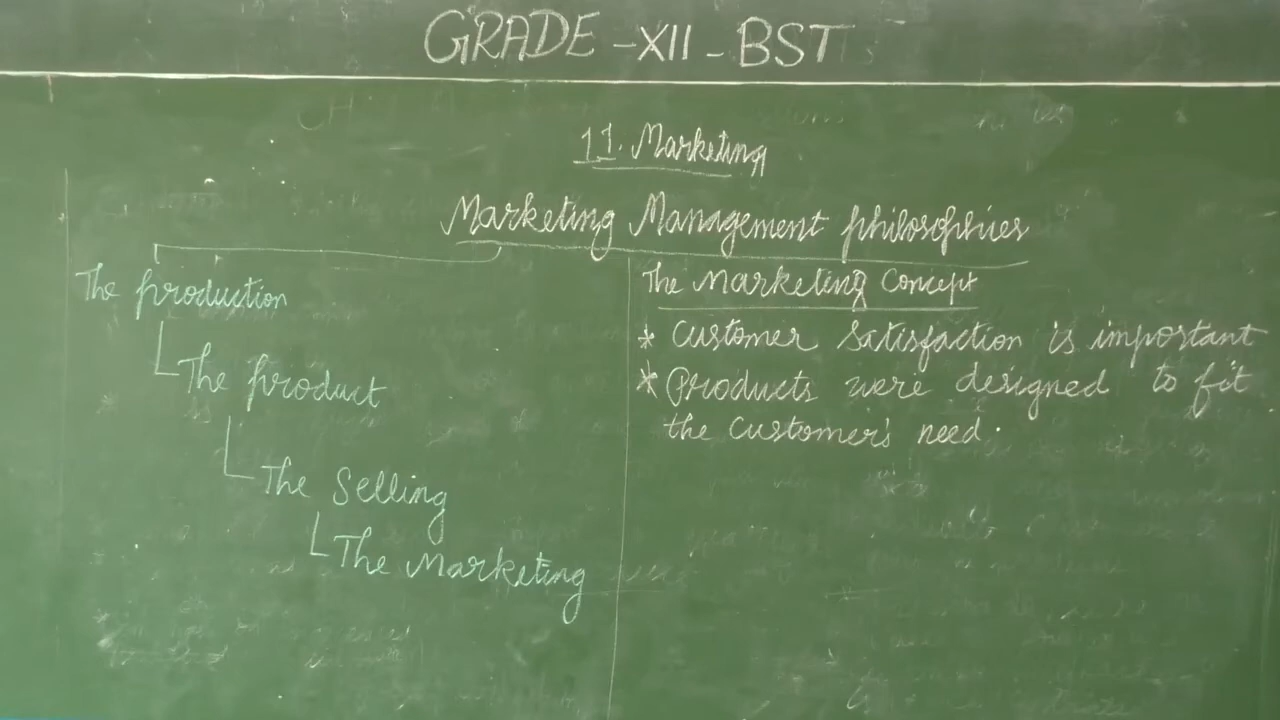 GRADE - XII - BST
11. Marketing
Marketing Management philosophies
The production
The product
The Selling
The Marketing
The Marketing Concept
* Customer Satisfaction is important
* Products were designed to fit
the customer's need.